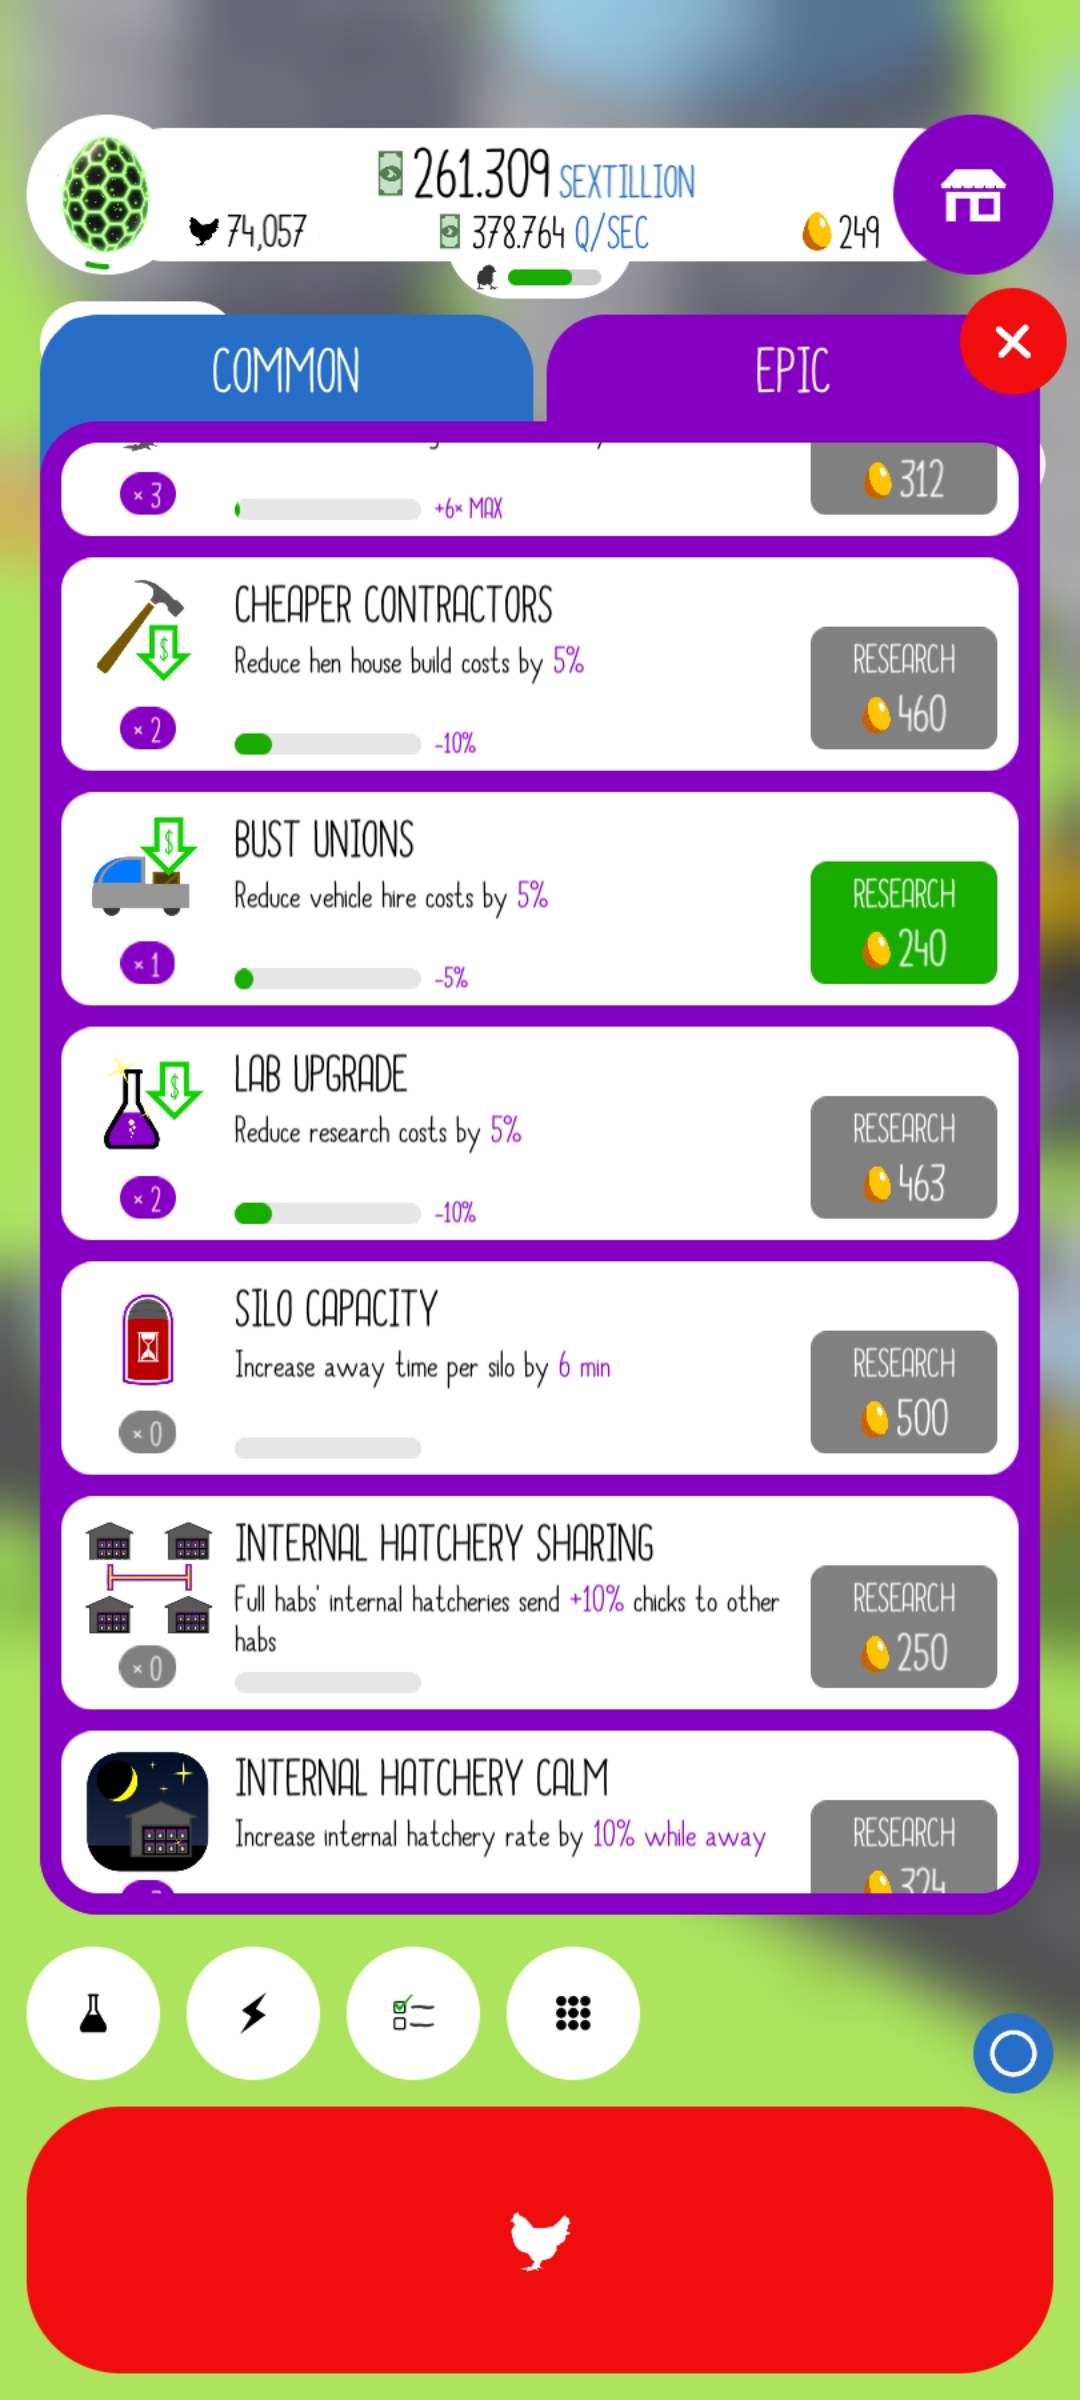 261.309 SEXTILLION
74,057
378.764 Q/SEC
249
COMMON
EPIC
× 3
+6× MAX
312
CHEAPER CONTRACTORS
Reduce hen house build costs by 5%
× 2
-10%
RESEARCH
460
BUST UNIONS
Reduce vehicle hire costs by 5%
× 1
-5%
RESEARCH
240
LAB UPGRADE
Reduce research costs by 5%
× 2
-10%
RESEARCH
463
SILO CAPACITY
Increase away time per silo by 6 min
× 0
RESEARCH
500
INTERNAL HATCHERY SHARING
Full habs' internal hatcheries send +10% chicks to other
habs
× 0
RESEARCH
250
INTERNAL HATCHERY CALM
Increase internal hatchery rate by 10% while away
RESEARCH
324